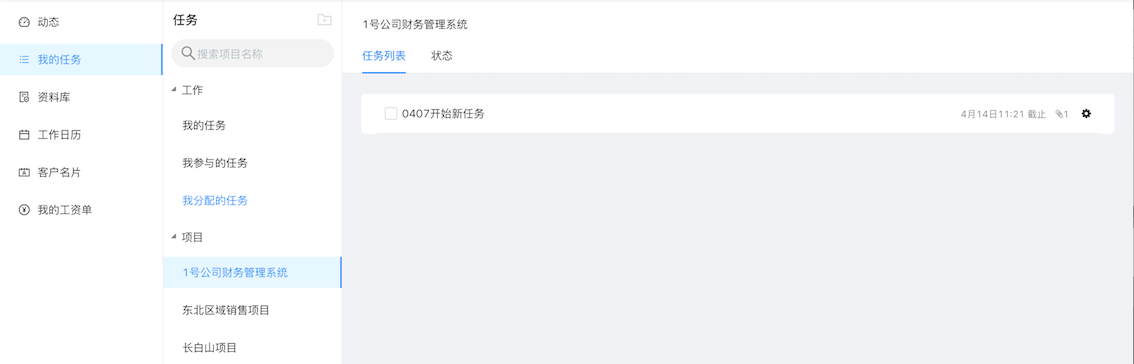 动态
我的任务
资料库
工作日历
客户名片
我的工资单
任务
搜索项目名称
工作
我的任务
我参与的任务
我分配的任务
项目
1号公司财务管理系统
东北区域销售项目
长白山项目
1号公司财务管理系统
任务列表 状态
0407开始新任务 4月14日11:21 截止 1